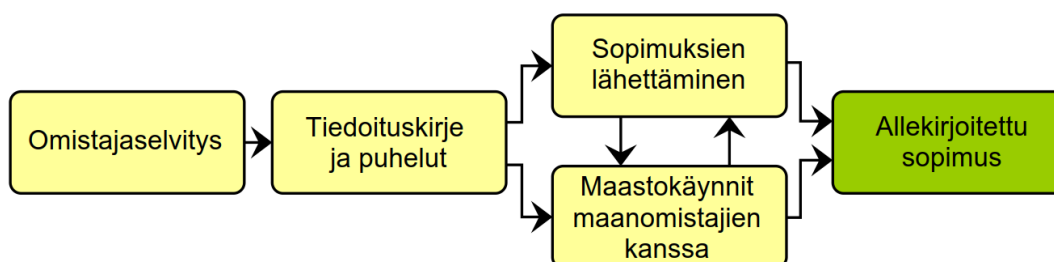 Omistajaselvitys
Tiedoituskirje
ja puhelut
Sopimuksien
lähettäminen
Maastokäynnit
maanomistajien
kanssa
Allekirjoitettu
sopimus